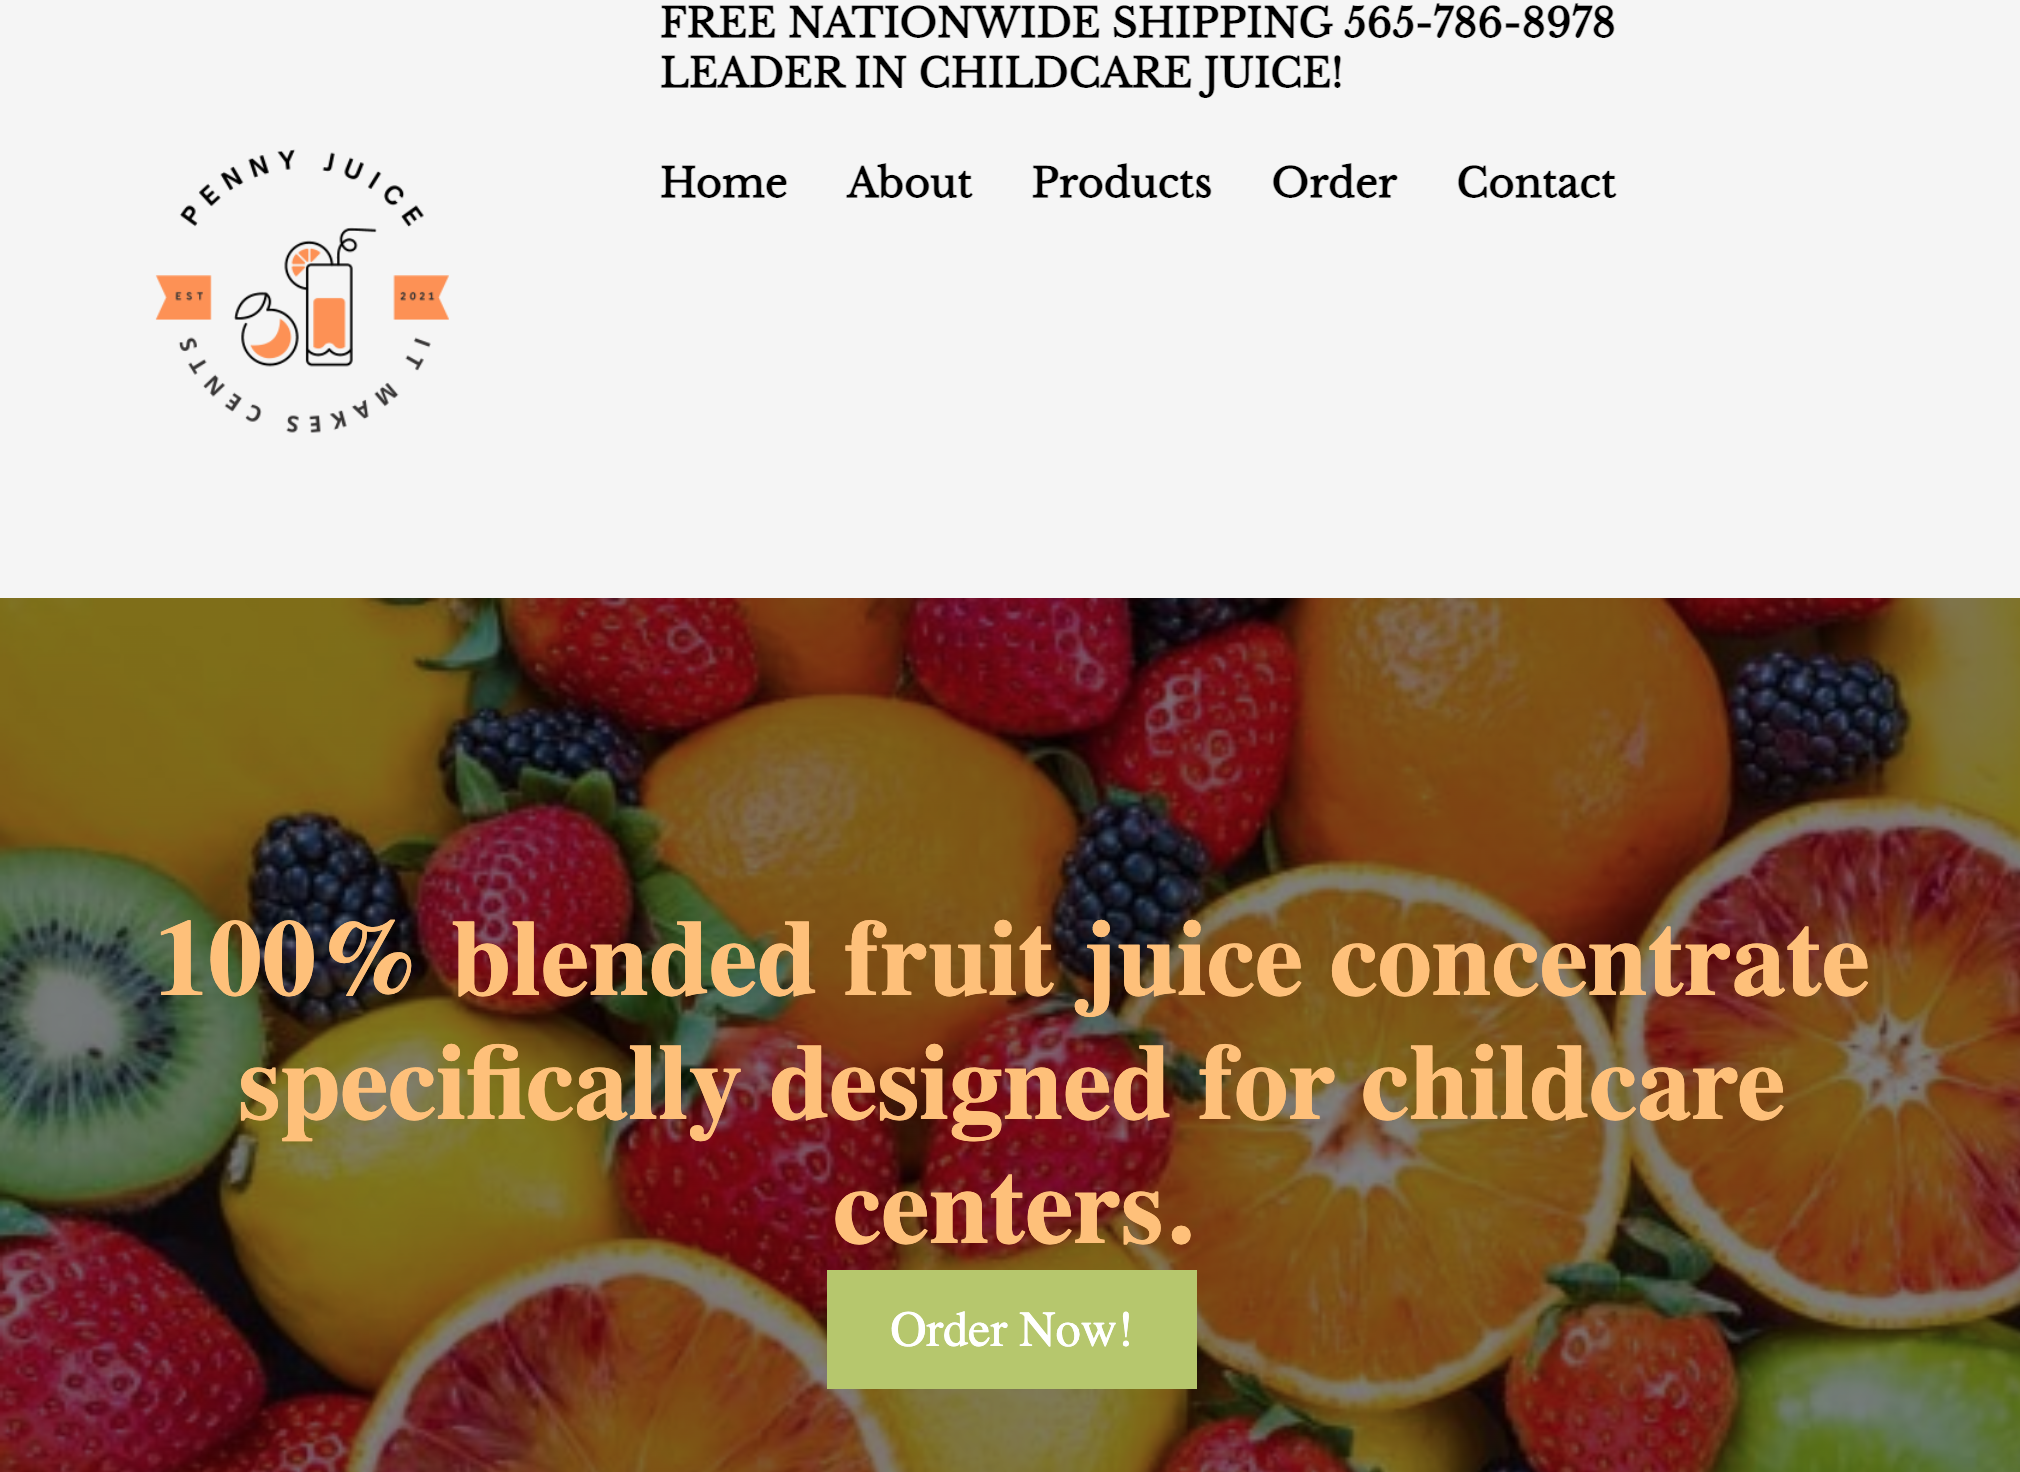 FREE NATIONWIDE SHIPPING 565-786-8978
LEADER IN CHILDCARE JUICE!
Home About Products Order Contact
PENNY JUICE
EST 2021
IT MAKES CENTS
100% blended fruit juice concentrate
specifically designed for childcare
centers.
Order Now!